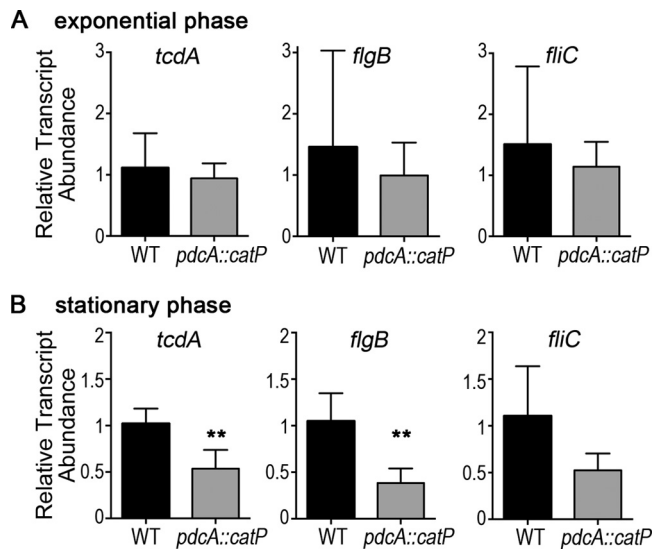 A exponential phase
tcdA
flgB
fliC
Relative Transcript
Abundance
3
2
1
0
WT pdcA::catP
3
2
1
0
WT pdcA::catP
3
2
1
0
WT pdcA::catP
B stationary phase
tcdA
flgB
fliC
Relative Transcript
Abundance
2
1.5
1
0.5
0
**
WT pdcA::catP
2
1.5
1
0.5
0
**
WT pdcA::catP
2
1.5
1
0.5
0
WT pdcA::catP